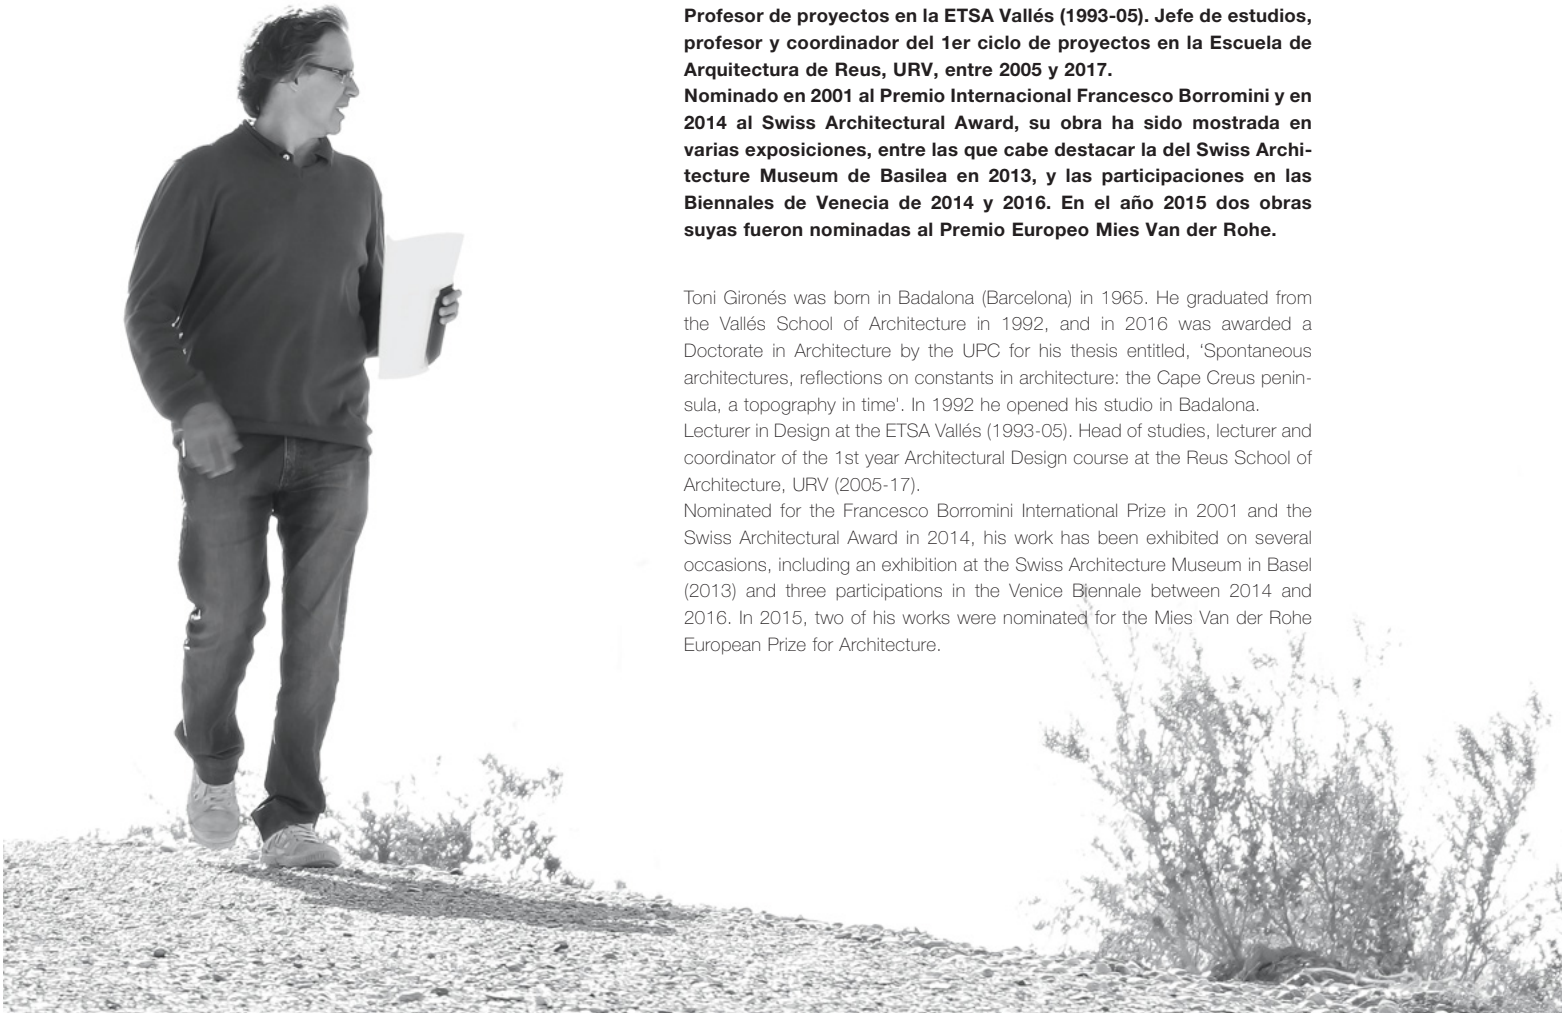 Profesor de proyectos en la ETSA Vallés (1993-05). Jefe de estudios,
profesor y coordinador del 1er ciclo de proyectos en la Escuela de
Arquitectura de Reus, URV, entre 2005 y 2017.
Nominado en 2001 al Premio Internacional Francesco Borromini y en
2014 al Swiss Architectural Award, su obra ha sido mostrada en
varias exposiciones, entre las que cabe destacar la del Swiss Archi-
tecture Museum de Basilea en 2013, y las participaciones en las
Biennales de Venecia de 2014 y 2016. En el año 2015 dos obras
suyas fueron nominadas al Premio Europeo Mies Van der Rohe.
Toni Gironés was born in Badalona (Barcelona) in 1965. He graduated from
the Vallés School of Architecture in 1992, and in 2016 was awarded a
Doctorate in Architecture by the UPC for his thesis entitled, ‘Spontaneous
architectures, reflections on constants in architecture: the Cape Creus penin-
sula, a topography in time'. In 1992 he opened his studio in Badalona.
Lecturer in Design at the ETSA Vallés (1993-05). Head of studies, lecturer and
coordinator of the 1st year Architectural Design course at the Reus School of
Architecture, URV (2005-17).
Nominated for the Francesco Borromini International Prize in 2001 and the
Swiss Architectural Award in 2014, his work has been exhibited on several
occasions, including an exhibition at the Swiss Architecture Museum in Basel
(2013) and three participations in the Venice Biennale between 2014 and
2016. In 2015, two of his works were nominated for the Mies Van der Rohe
European Prize for Architecture.